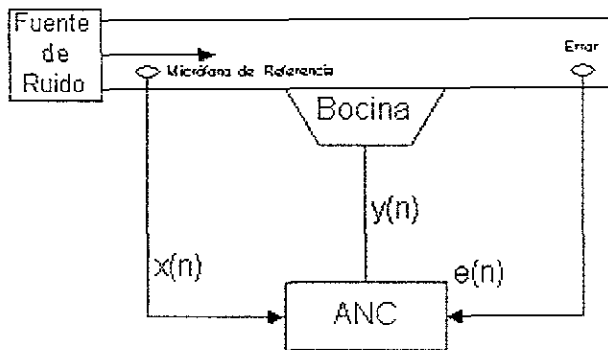 Fuente
de
Ruido
Error
Micrófono de Referencia
Bocina
y(n)
x(n)
e(n)
ANC